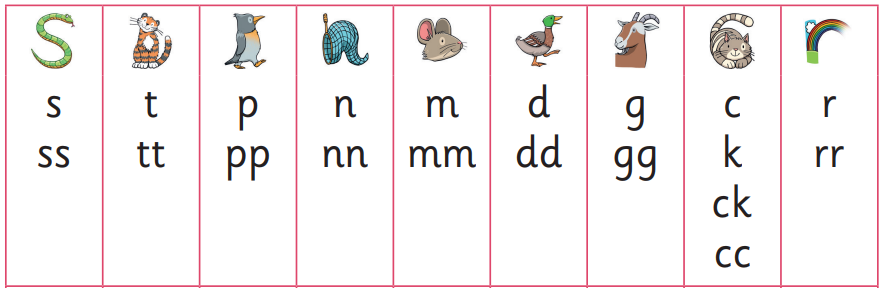 s t p n m d g c r
ss tt pp nn mm dd gg k rr
ck
cc